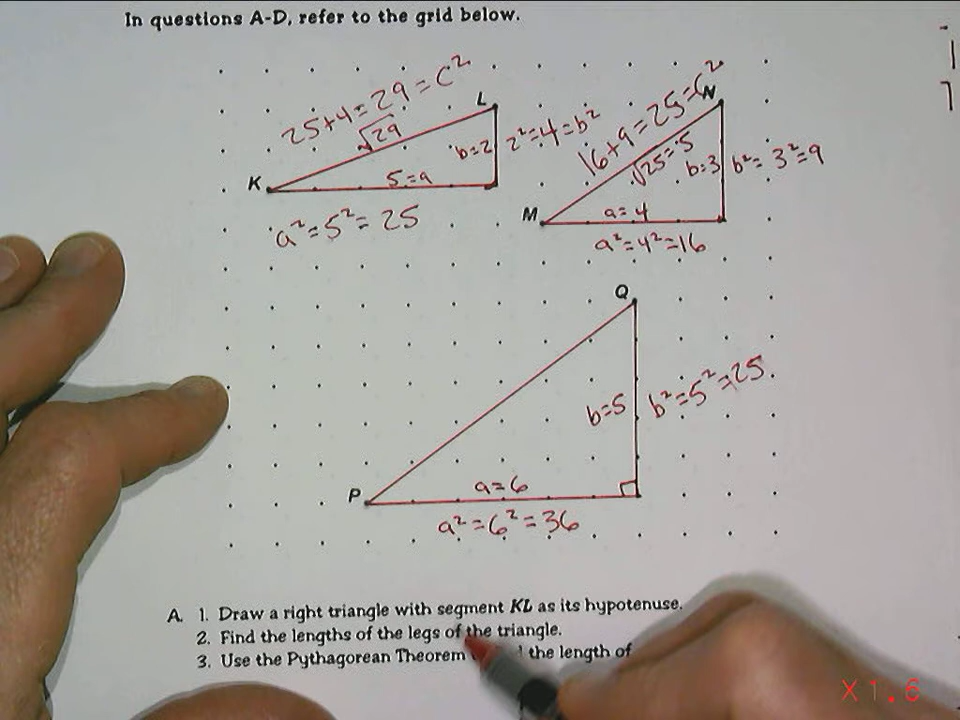 In questions A-D, refer to the grid below.
25+4=29=c²
√29
L
b=2
2²=4=b²
K
5=a
a²=5²=25
16+9=25=c²
N
√25=5
b=3
b²=3²=9
M
a=4
a²=4²=16
Q
b=5
b²=5²=25
P
a=6
a²=6²=36
A. 1. Draw a right triangle with segment KL as its hypotenuse.
2. Find the lengths of the legs of the triangle.
3. Use the Pythagorean Theorem the length of
X1.6